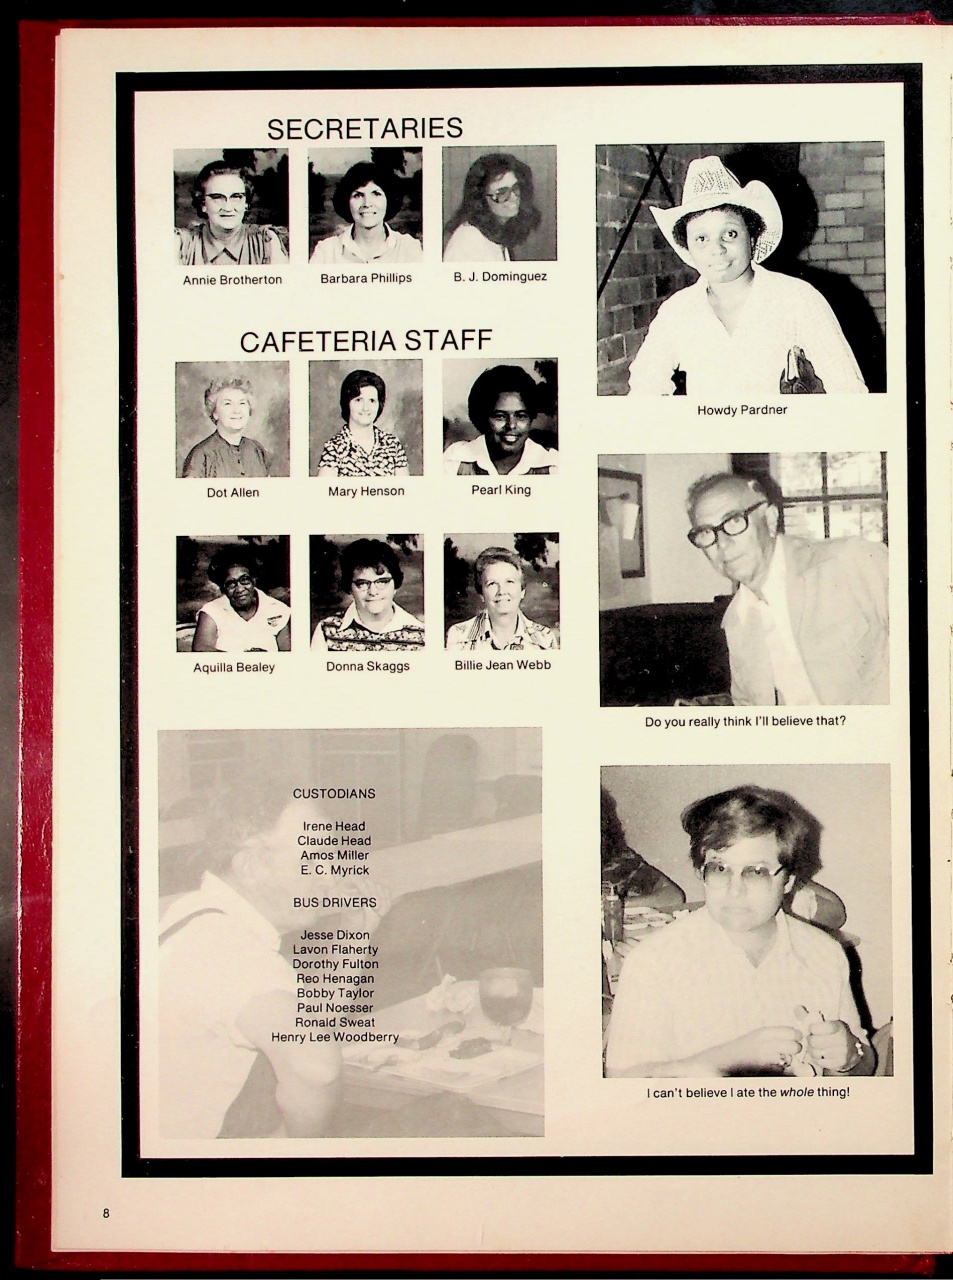 SECRETARIES
Annie Brotherton
Barbara Phillips
B. J. Dominguez
CAFETERIA STAFF
Dot Allen
Mary Henson
Pearl King
Aquilla Bealey
Donna Skaggs
Billie Jean Webb
CUSTODIANS
Irene Head
Claude Head
Amos Miller
E. C. Myrick
BUS DRIVERS
Jesse Dixon
Lavon Flaherty
Dorothy Fulton
Reo Henagan
Bobby Taylor
Paul Noesser
Ronald Sweat
Henry Lee Woodberry
Howdy Pardner
Do you really think I'll believe that?
I can't believe I ate the whole thing!
8